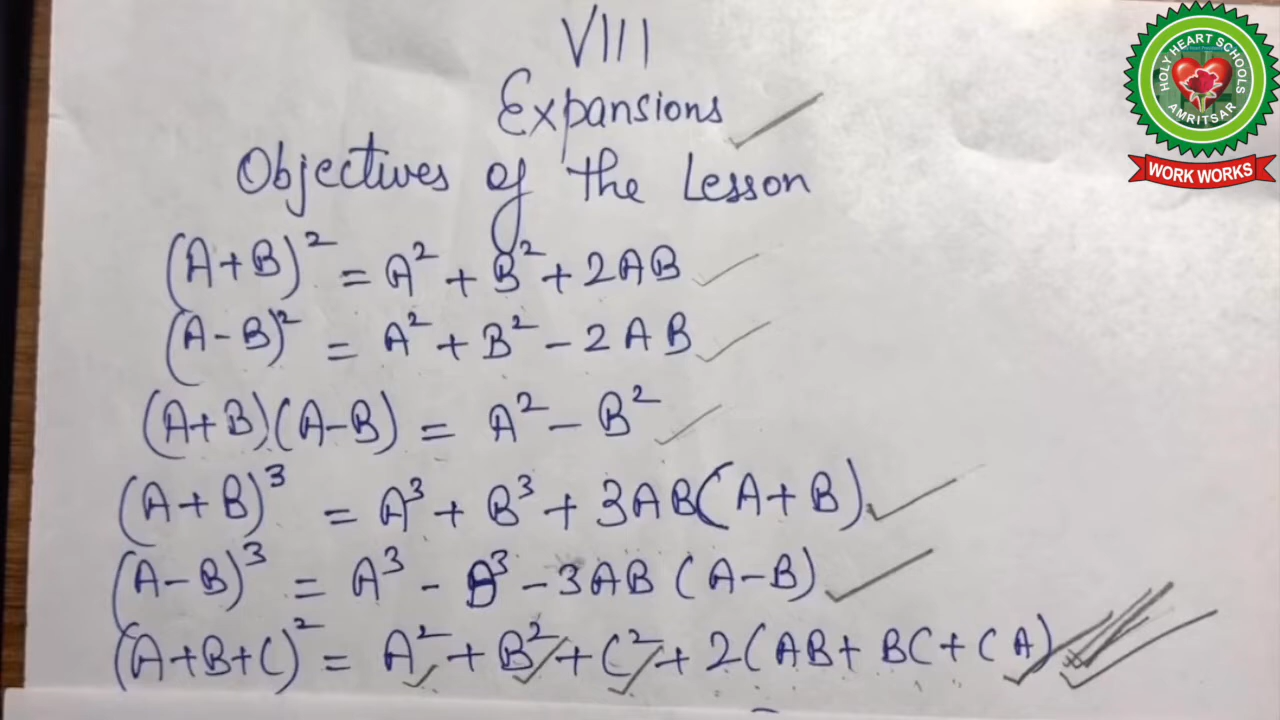 VIII
Expansions
Objectives of the Lesson
(A+B)² = A² + B² + 2AB
(A-B)² = A² + B² - 2AB
(A+B)(A-B) = A² - B²
(A+B)³ = A³ + B³ + 3AB(A+B)
(A-B)³ = A³ - B³ - 3AB(A-B)
(A+B+C)² = A² + B² + C² + 2(AB+BC+CA)
HOLY HEART SCHOOLS
AMRITSAR
WORK WORKS